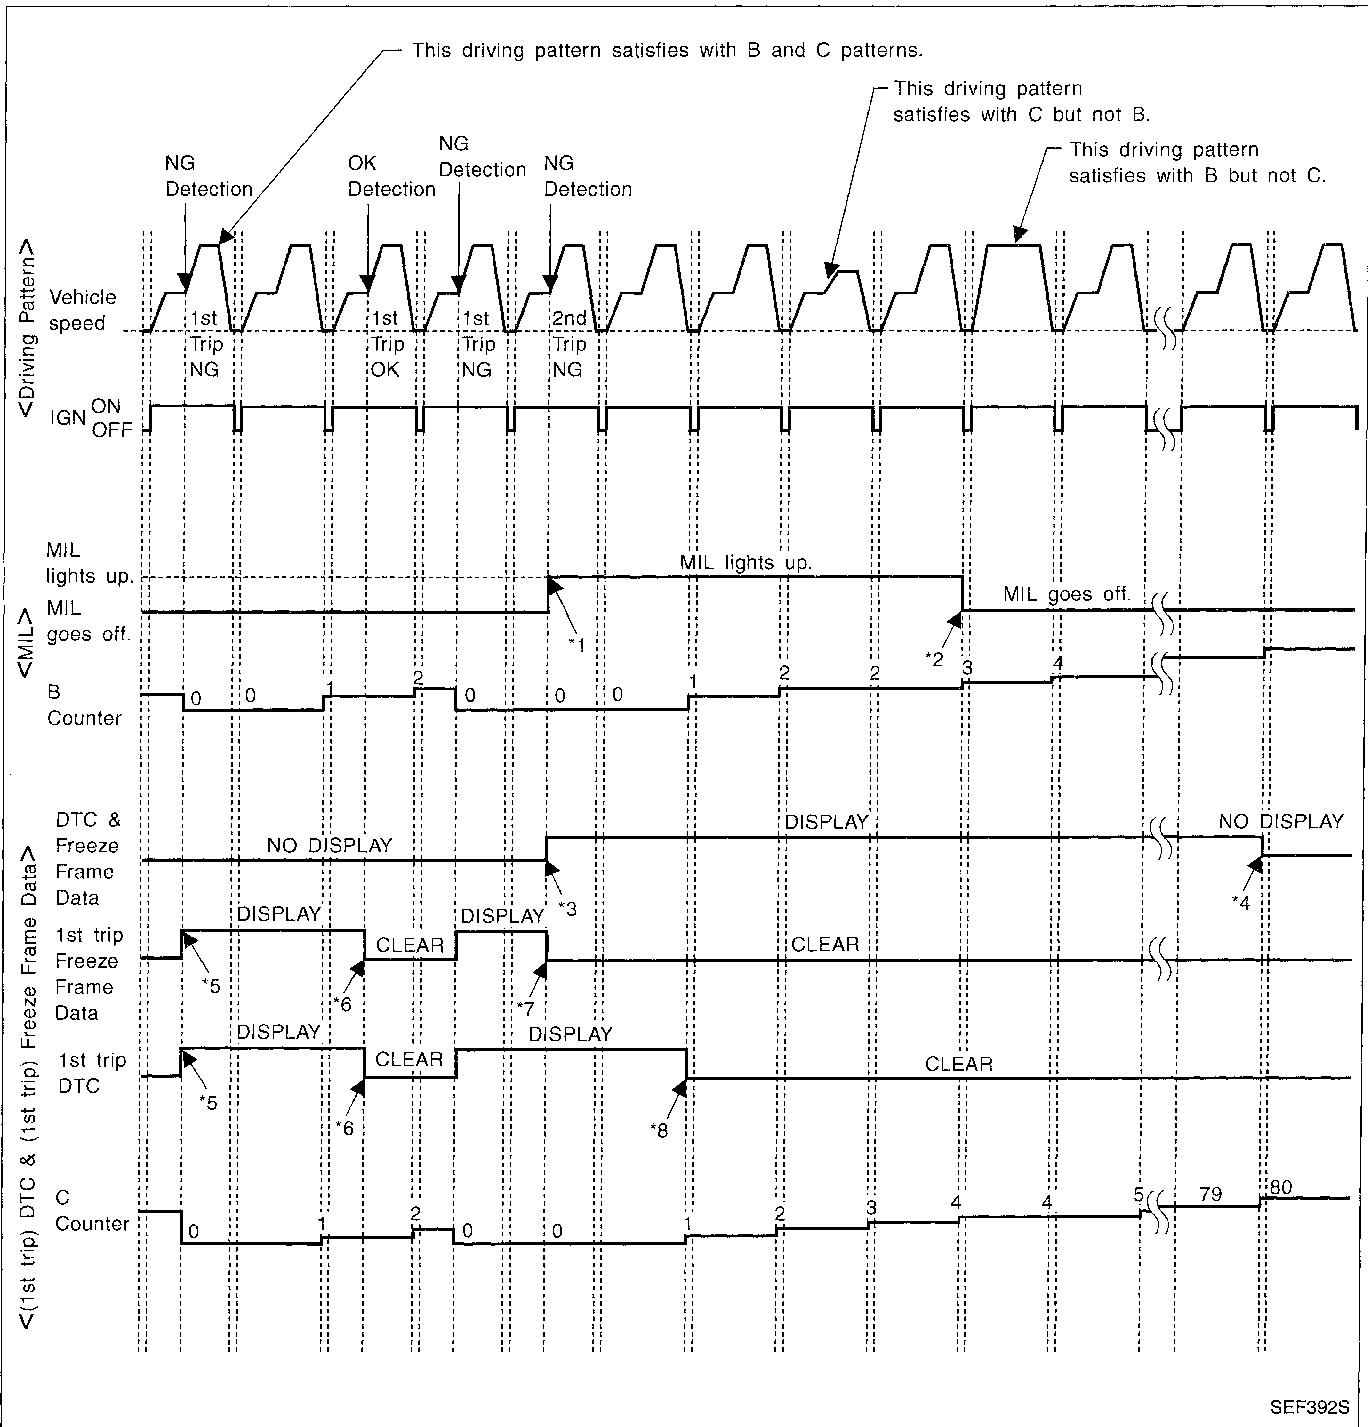 This driving pattern satisfies with B and C patterns.
This driving pattern
satisfies with C but not B.
This driving pattern
satisfies with B but not C.
NG
Detection
OK
Detection
NG
Detection
NG
Detection
<Driving Pattern>
Vehicle
speed
1st
Trip
NG
1st
Trip
OK
1st
Trip
NG
2nd
Trip
NG
IGN ON
OFF
<MIL>
MIL
lights up.
MIL
goes off.
MIL lights up.
MIL goes off.
*1
*2
B
Counter
0 0 1 2 0 0 0 1 2 2 3 4
<(1st trip) DTC & (1st trip) Freeze Frame Data>
DTC &
Freeze
Frame
Data
NO DISPLAY
DISPLAY
NO DISPLAY
*3
*4
1st trip
Freeze
Frame
Data
DISPLAY
CLEAR
DISPLAY
CLEAR
*5
*6
*7
1st trip
DTC
DISPLAY
CLEAR
DISPLAY
CLEAR
*5
*6
*8
C
Counter
0 1 2 0 0 1 2 3 4 4 5 79 80
SEF392S